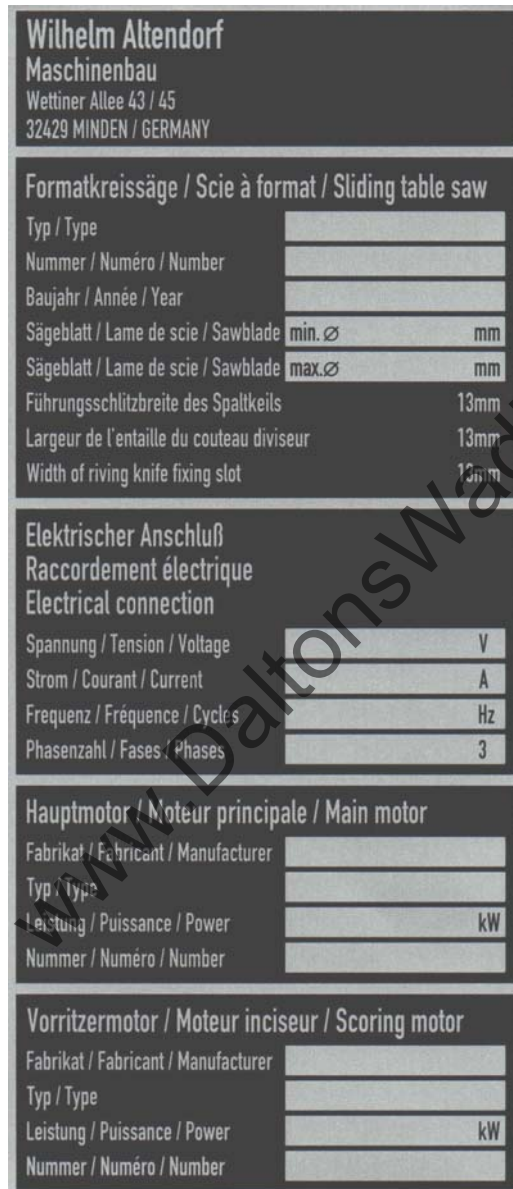 Wilhelm Altendorf
Maschinenbau
Wettiner Allee 43 / 45
32429 MINDEN / GERMANY
Formatkreissäge / Scie à format / Sliding table saw
Typ / Type
Nummer / Numéro / Number
Baujahr / Année / Year
Sägeblatt / Lame de scie / Sawblade min. ⌀ mm
Sägeblatt / Lame de scie / Sawblade max.⌀ mm
Führungsschlitzbreite des Spaltkeils 13mm
Largeur de l'entaille du couteau diviseur 13mm
Width of riving knife fixing slot 13mm
Elektrischer Anschluß
Raccordement électrique
Electrical connection
Spannung / Tension / Voltage V
Strom / Courant / Current A
Frequenz / Fréquence / Cycles Hz
Phasenzahl / Fases / Phases 3
Hauptmotor / Moteur principale / Main motor
Fabrikat / Fabricant / Manufacturer
Typ / Type
Leistung / Puissance / Power kW
Nummer / Numéro / Number
Vorritzermotor / Moteur inciseur / Scoring motor
Fabrikat / Fabricant / Manufacturer
Typ / Type
Leistung / Puissance / Power kW
Nummer / Numéro / Number